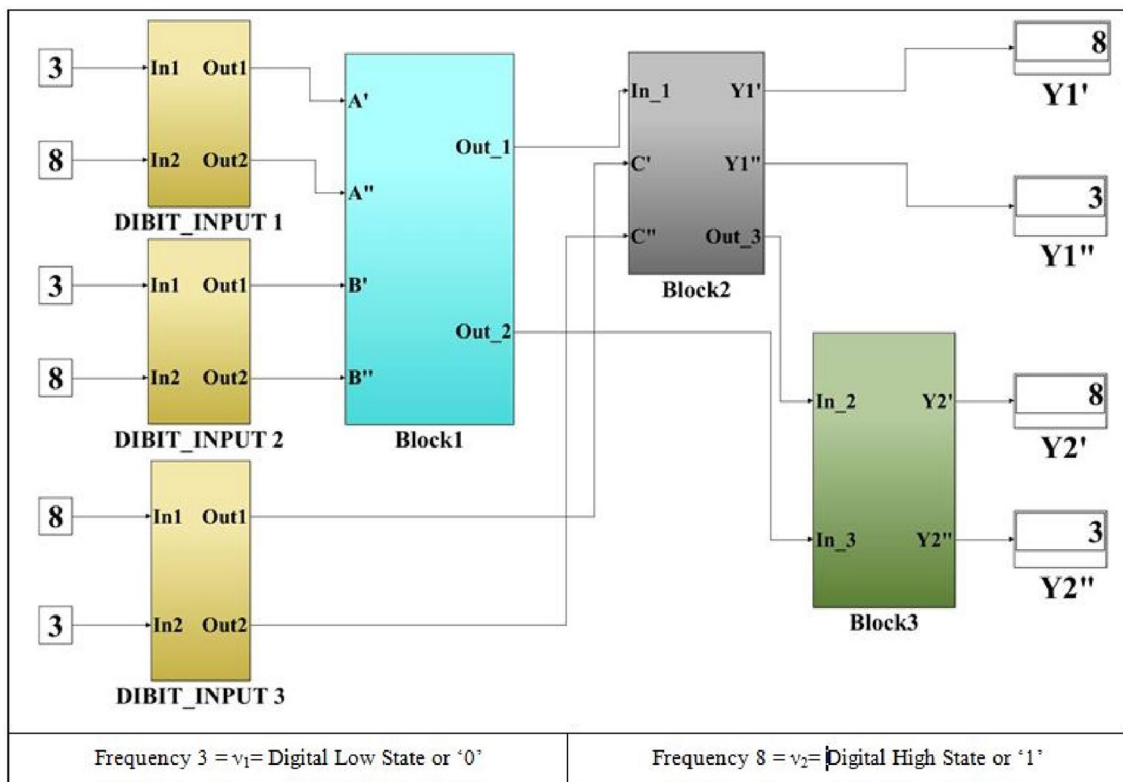 3
8
In1 Out1
In2 Out2
DIBIT_INPUT 1
3
8
In1 Out1
In2 Out2
DIBIT_INPUT 2
8
3
In1 Out1
In2 Out2
DIBIT_INPUT 3
A'
A"
B'
B"
Out_1
Out_2
Block1
In_1 Y1'
C' Y1"
C" Out_3
Block2
In_2 Y2'
In_3 Y2"
Block3
8
Y1'
3
Y1"
8
Y2'
3
Y2"
Frequency 3 = ν₁= Digital Low State or ‘0’
Frequency 8 = ν₂= Digital High State or ‘1’